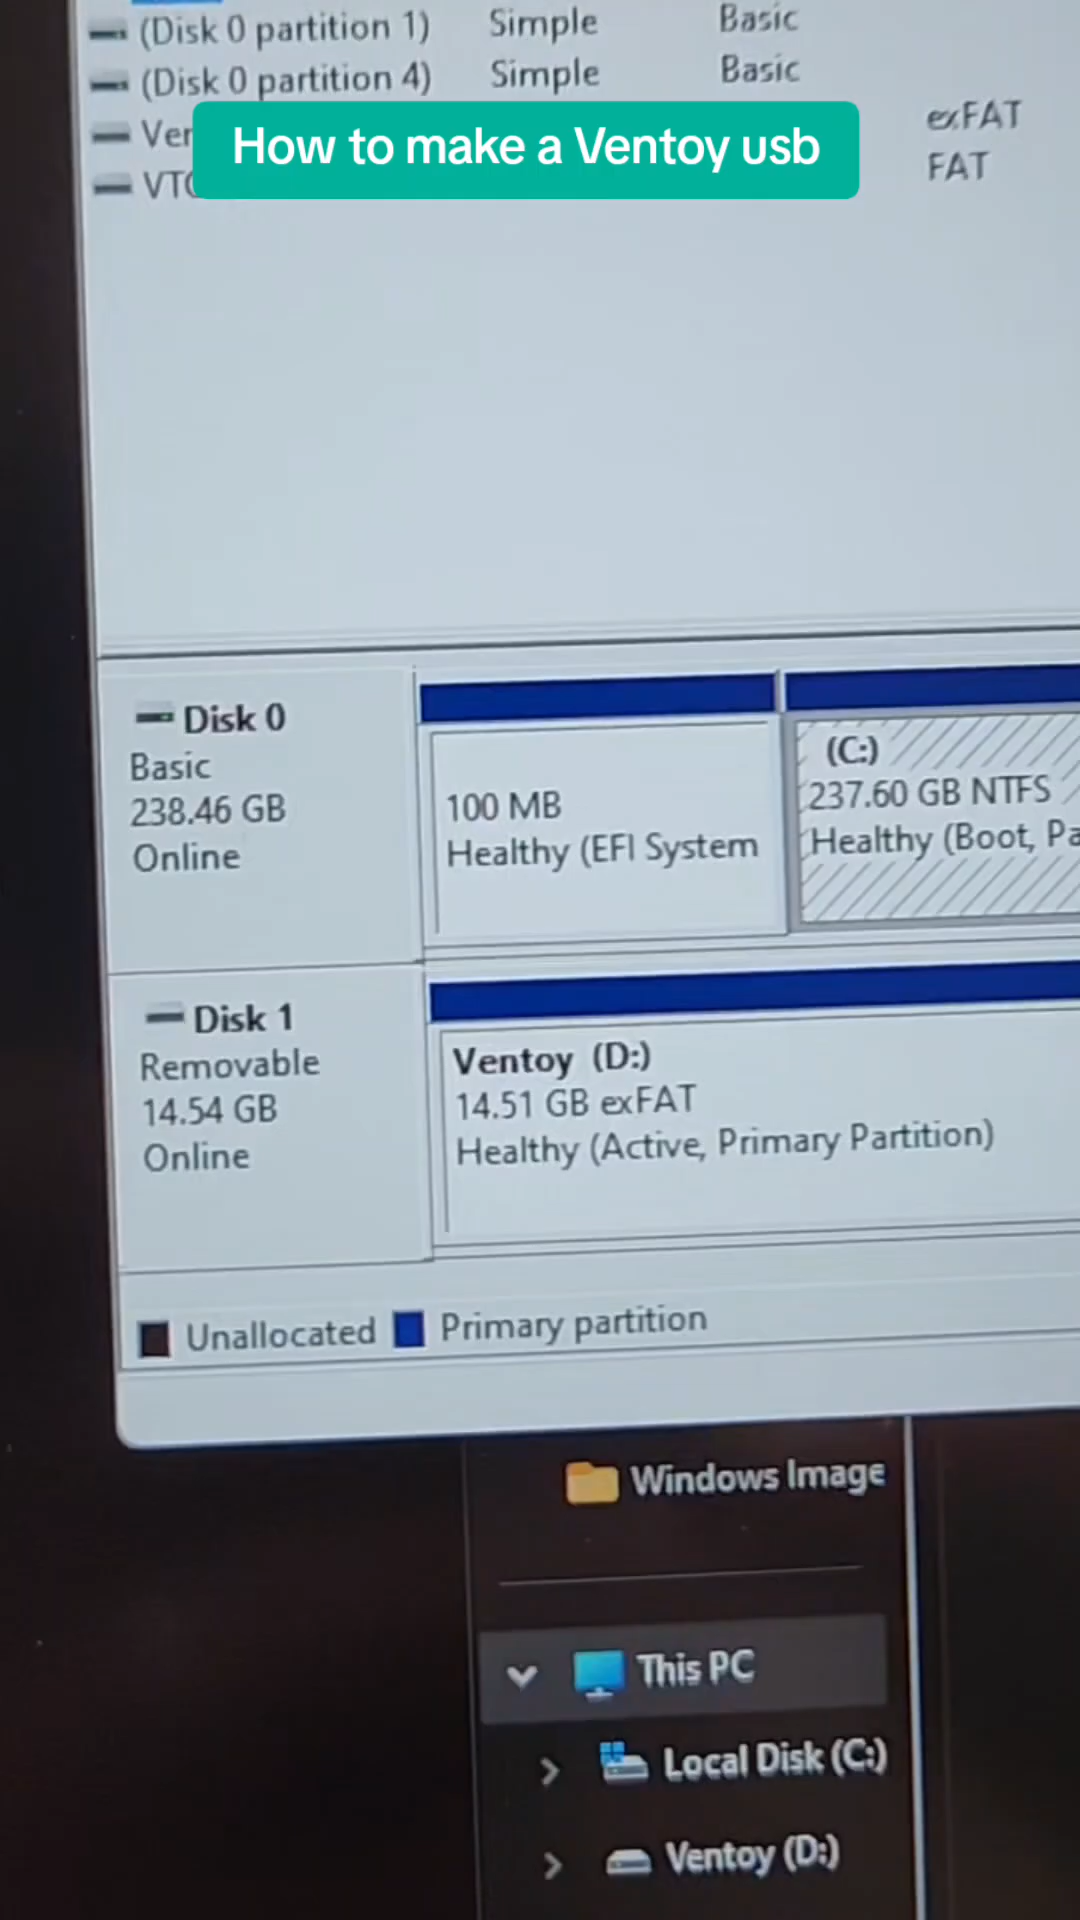 (Disk 0 partition 1) Simple Basic
(Disk 0 partition 4) Simple Basic
exFAT
FAT
How to make a Ventoy usb
Disk 0
Basic
238.46 GB
Online
100 MB
Healthy (EFI System
(C:)
237.60 GB NTFS
Healthy (Boot, Pa
Disk 1
Removable
14.54 GB
Online
Ventoy (D:)
14.51 GB exFAT
Healthy (Active, Primary Partition)
Unallocated Primary partition
Windows Image
This PC
Local Disk (C:)
Ventoy (D:)